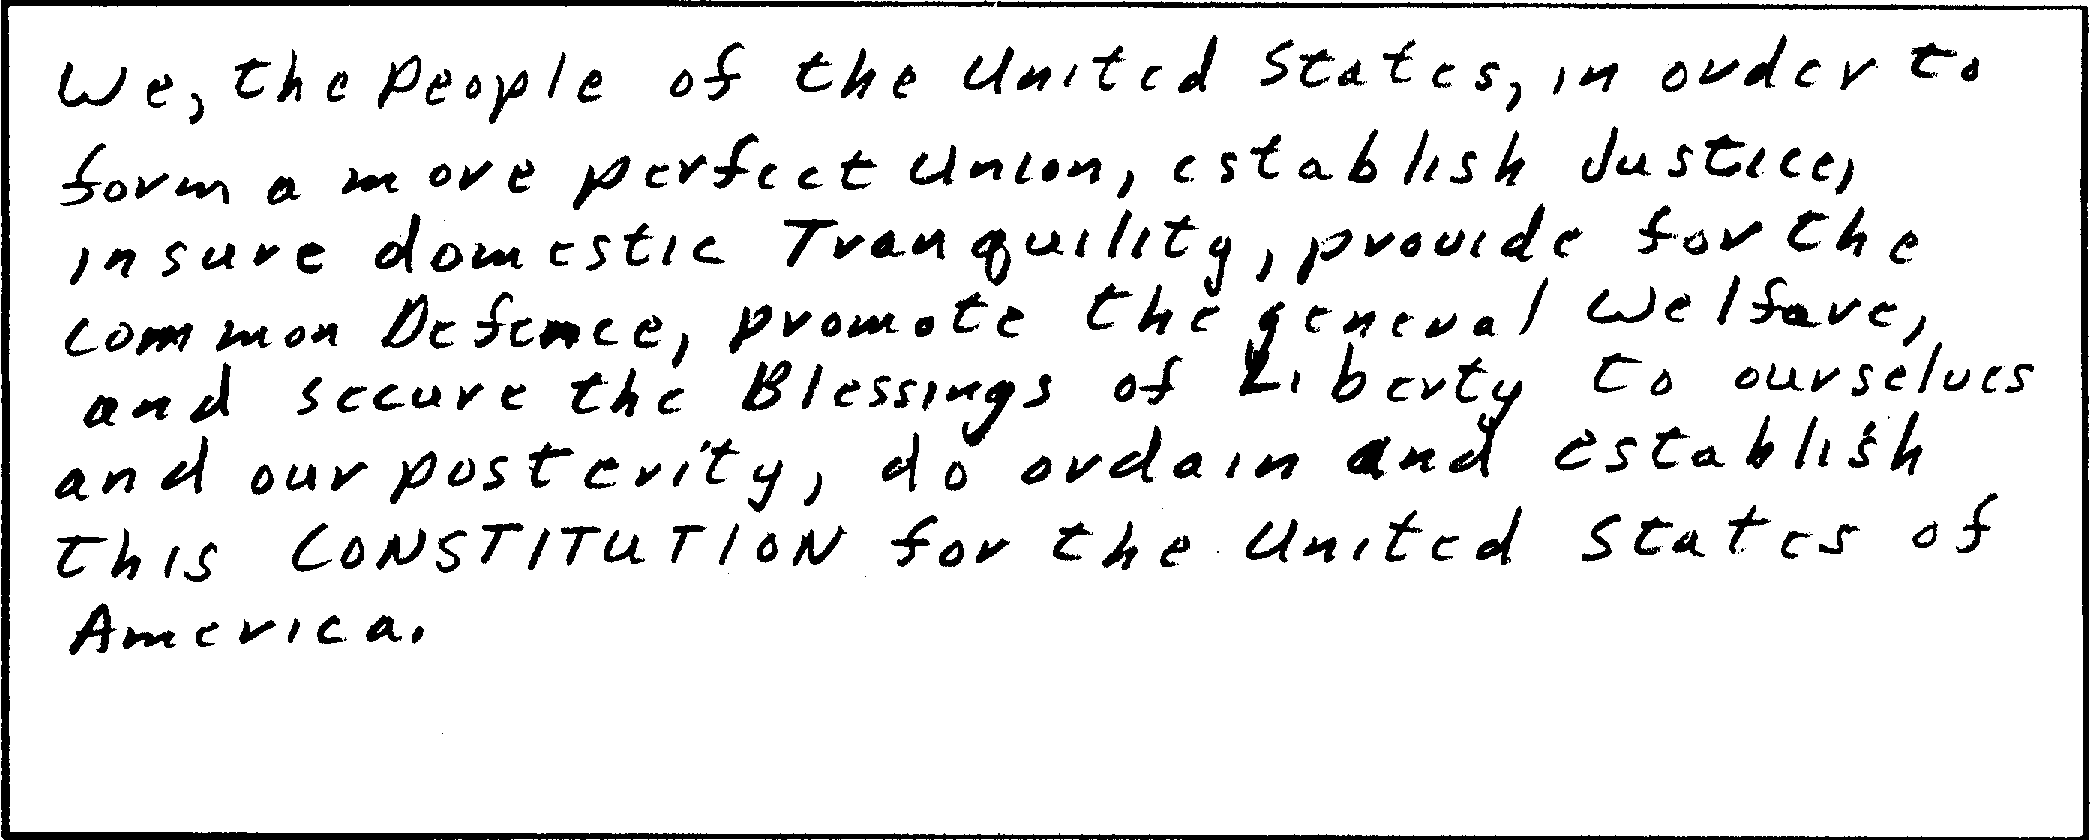 We, the People of the United States, in order to
form a more perfect Union, establish Justice,
insure domestic Tranquility, provide for the
common Defence, promote the general Welfare,
and secure the Blessings of Liberty to ourselves
and our posterity, do ordain and establish
this CONSTITUTION for the United States of
America.